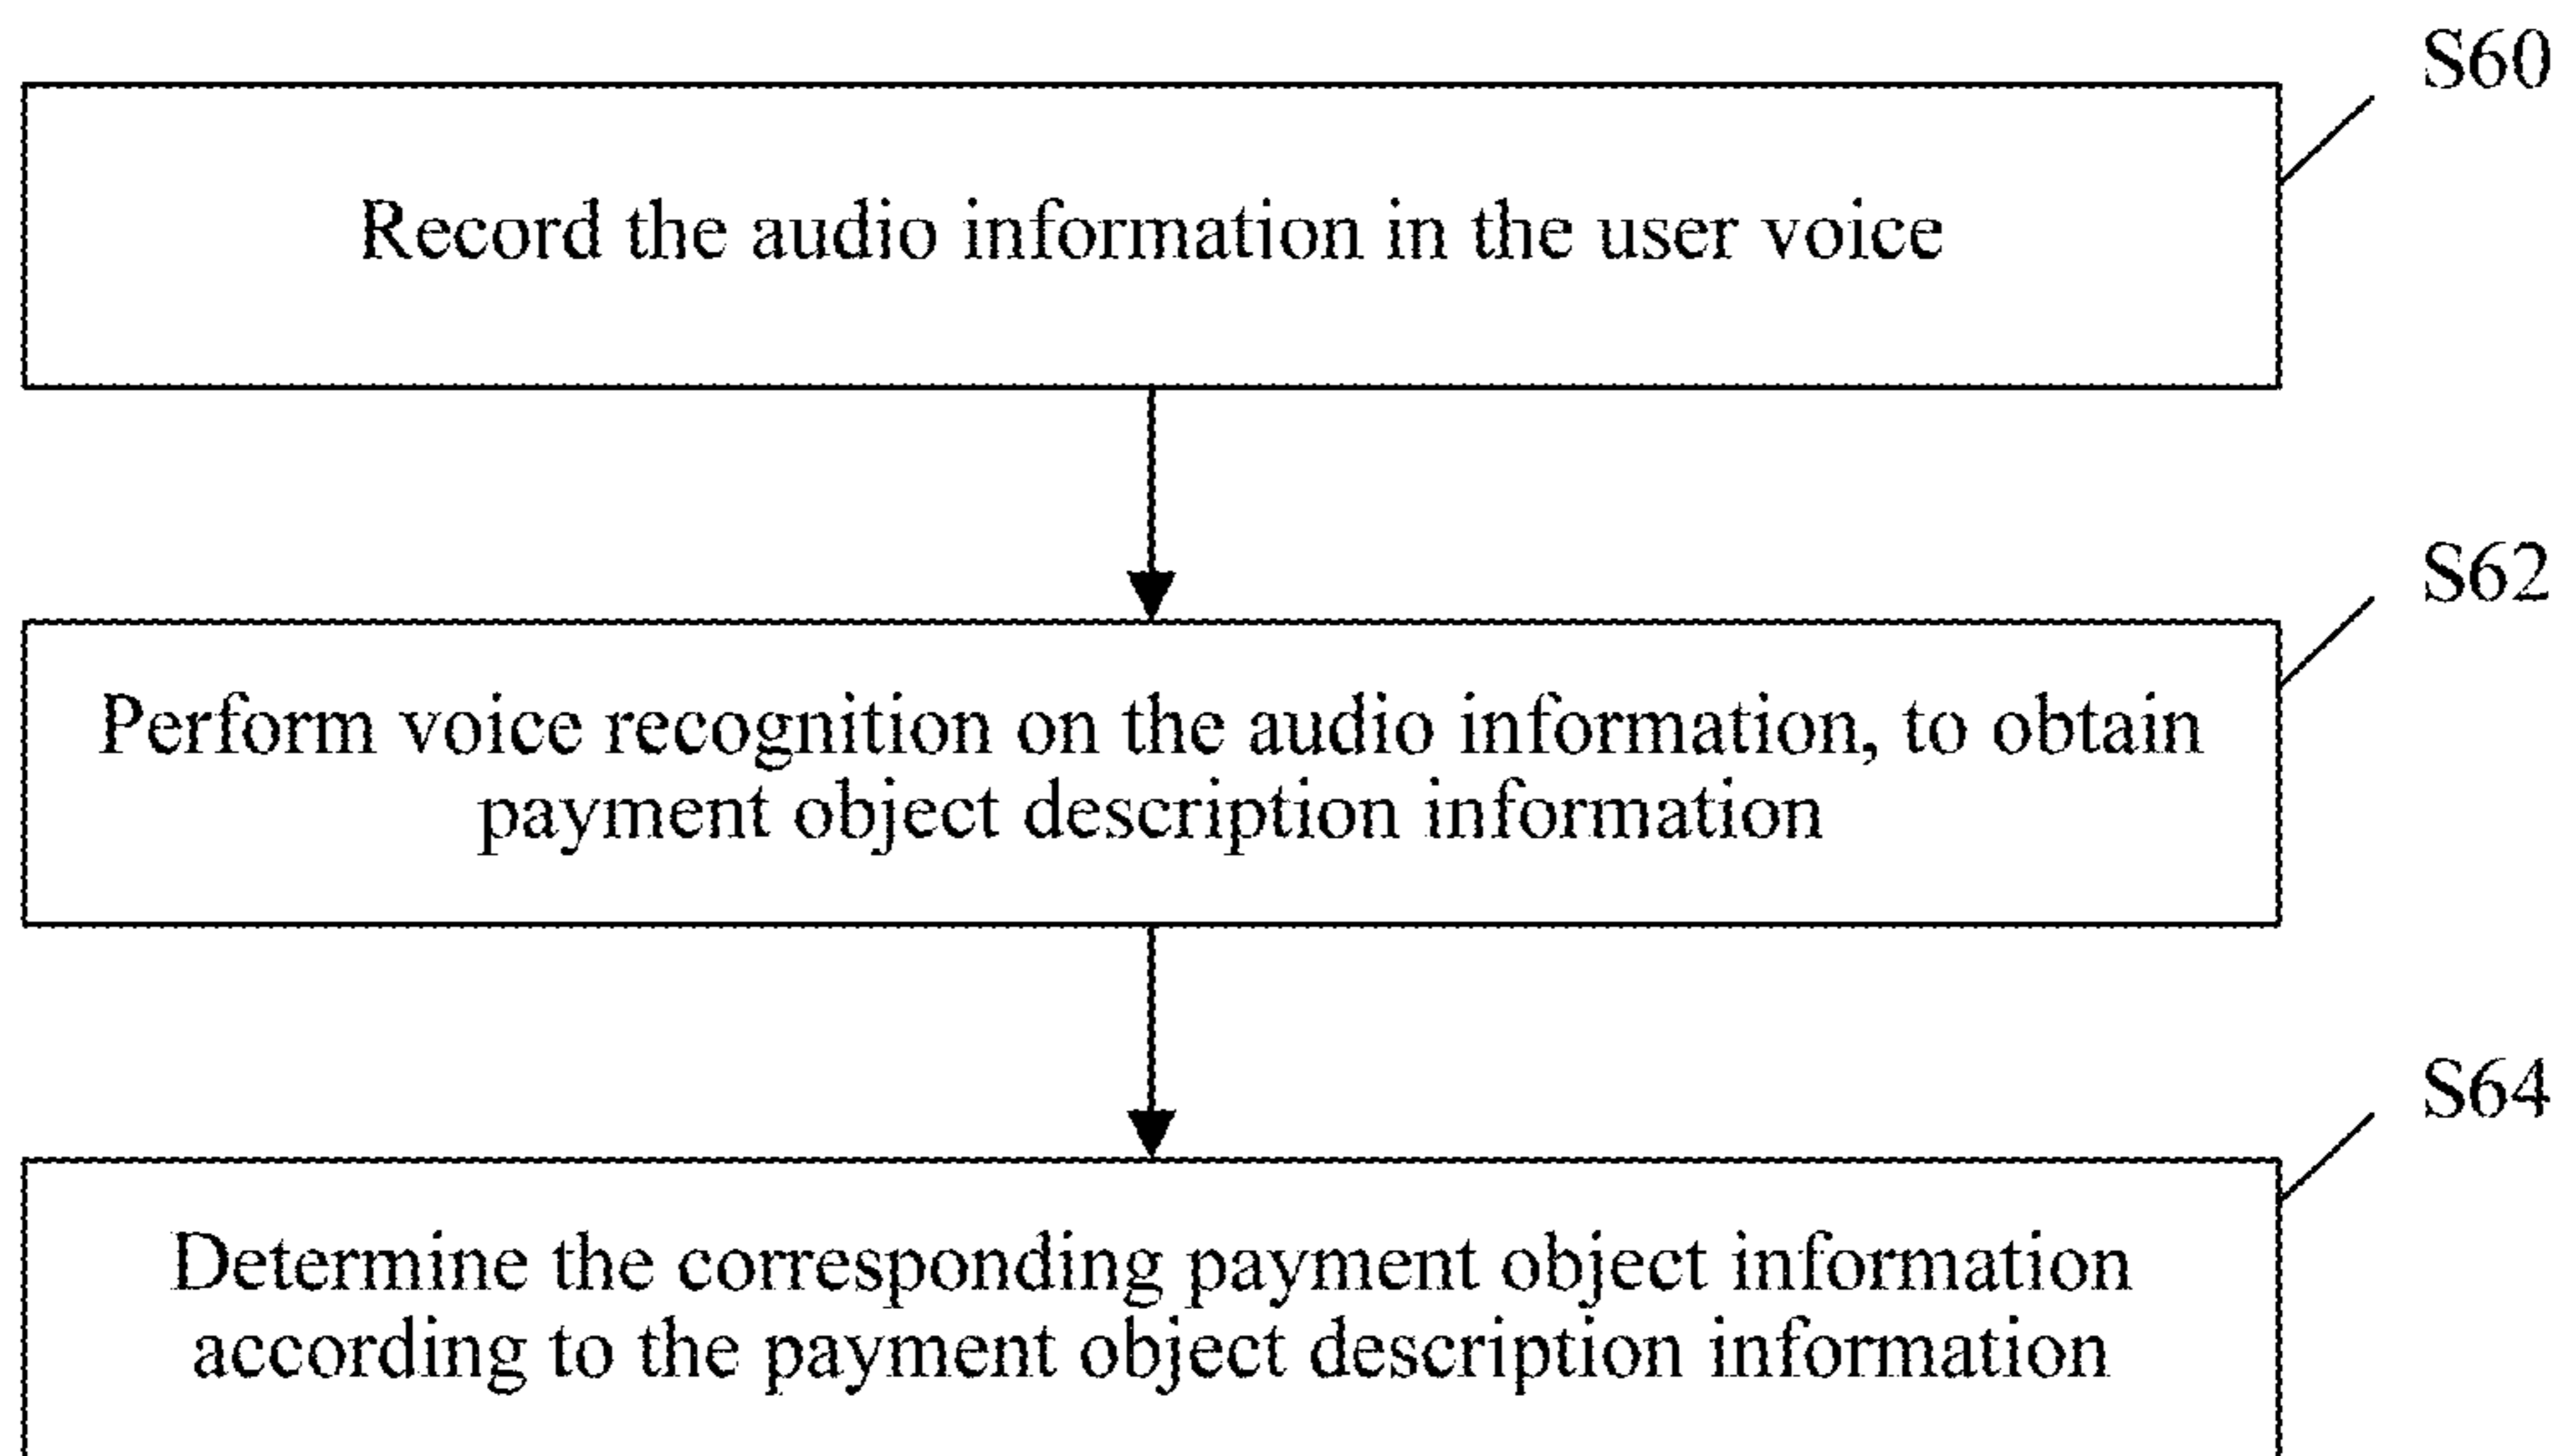 S60
Record the audio information in the user voice
S62
Perform voice recognition on the audio information, to obtain
payment object description information
S64
Determine the corresponding payment object information
according to the payment object description information